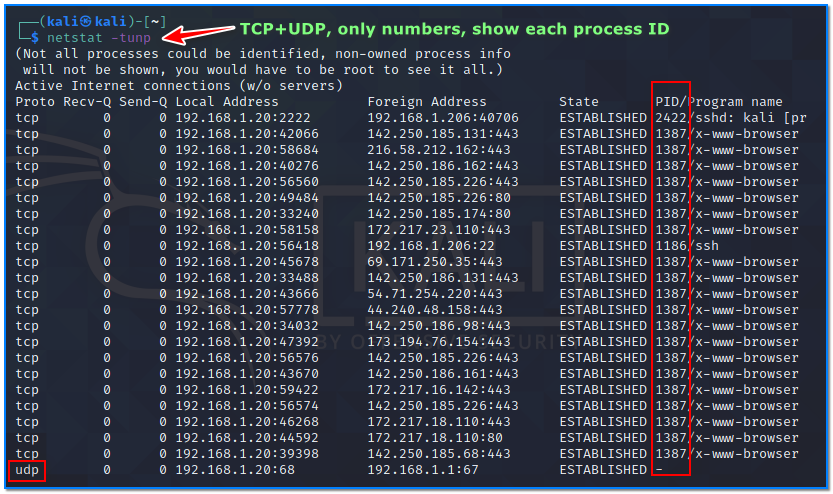 (kali㉿kali)-[~]
$ netstat -tunp
TCP+UDP, only numbers, show each process ID
(Not all processes could be identified, non-owned process info
will not be shown, you would have to be root to see it all.)
Active Internet connections (w/o servers)
Proto Recv-Q Send-Q Local Address Foreign Address State PID/Program name
tcp 0 0 192.168.1.20:2222 192.168.1.206:40706 ESTABLISHED 2422/sshd: kali [pr
tcp 0 0 192.168.1.20:42066 142.250.185.131:443 ESTABLISHED 1387/x-www-browser
tcp 0 0 192.168.1.20:58684 216.58.212.162:443 ESTABLISHED 1387/x-www-browser
tcp 0 0 192.168.1.20:40276 142.250.186.162:443 ESTABLISHED 1387/x-www-browser
tcp 0 0 192.168.1.20:56560 142.250.185.226:443 ESTABLISHED 1387/x-www-browser
tcp 0 0 192.168.1.20:49484 142.250.185.226:80 ESTABLISHED 1387/x-www-browser
tcp 0 0 192.168.1.20:33240 142.250.185.174:80 ESTABLISHED 1387/x-www-browser
tcp 0 0 192.168.1.20:58158 172.217.23.110:443 ESTABLISHED 1387/x-www-browser
tcp 0 0 192.168.1.20:56418 192.168.1.206:22 ESTABLISHED 1186/ssh
tcp 0 0 192.168.1.20:45678 69.171.250.35:443 ESTABLISHED 1387/x-www-browser
tcp 0 0 192.168.1.20:33488 142.250.186.131:443 ESTABLISHED 1387/x-www-browser
tcp 0 0 192.168.1.20:43666 54.71.254.220:443 ESTABLISHED 1387/x-www-browser
tcp 0 0 192.168.1.20:57778 44.240.48.158:443 ESTABLISHED 1387/x-www-browser
tcp 0 0 192.168.1.20:34032 142.250.186.98:443 ESTABLISHED 1387/x-www-browser
tcp 0 0 192.168.1.20:47392 173.194.76.154:443 ESTABLISHED 1387/x-www-browser
tcp 0 0 192.168.1.20:56576 142.250.185.226:443 ESTABLISHED 1387/x-www-browser
tcp 0 0 192.168.1.20:43670 142.250.186.161:443 ESTABLISHED 1387/x-www-browser
tcp 0 0 192.168.1.20:59422 172.217.16.142:443 ESTABLISHED 1387/x-www-browser
tcp 0 0 192.168.1.20:56574 142.250.185.226:443 ESTABLISHED 1387/x-www-browser
tcp 0 0 192.168.1.20:46268 172.217.18.110:443 ESTABLISHED 1387/x-www-browser
tcp 0 0 192.168.1.20:44592 172.217.18.110:80 ESTABLISHED 1387/x-www-browser
tcp 0 0 192.168.1.20:39398 142.250.185.68:443 ESTABLISHED 1387/x-www-browser
udp 0 0 192.168.1.20:68 192.168.1.1:67 ESTABLISHED -